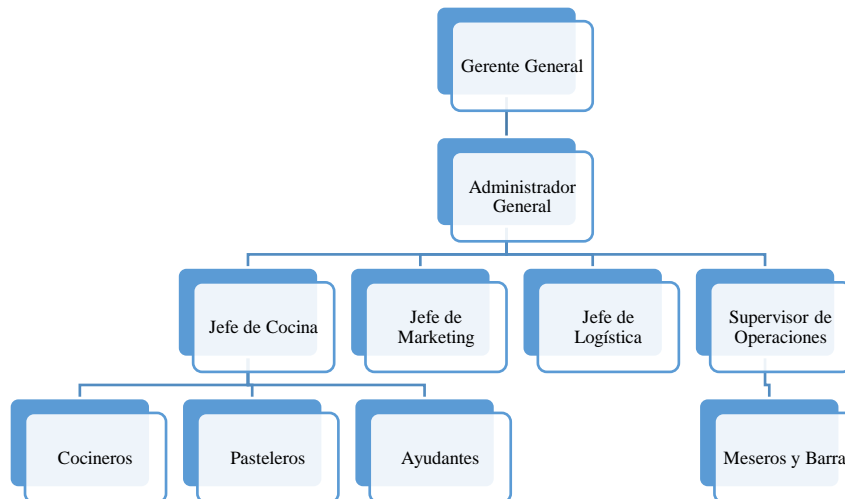 Gerente General
Administrador
General
Jefe de Cocina
Jefe de
Marketing
Jefe de
Logística
Supervisor de
Operaciones
Cocineros
Pasteleros
Ayudantes
Meseros y Barra